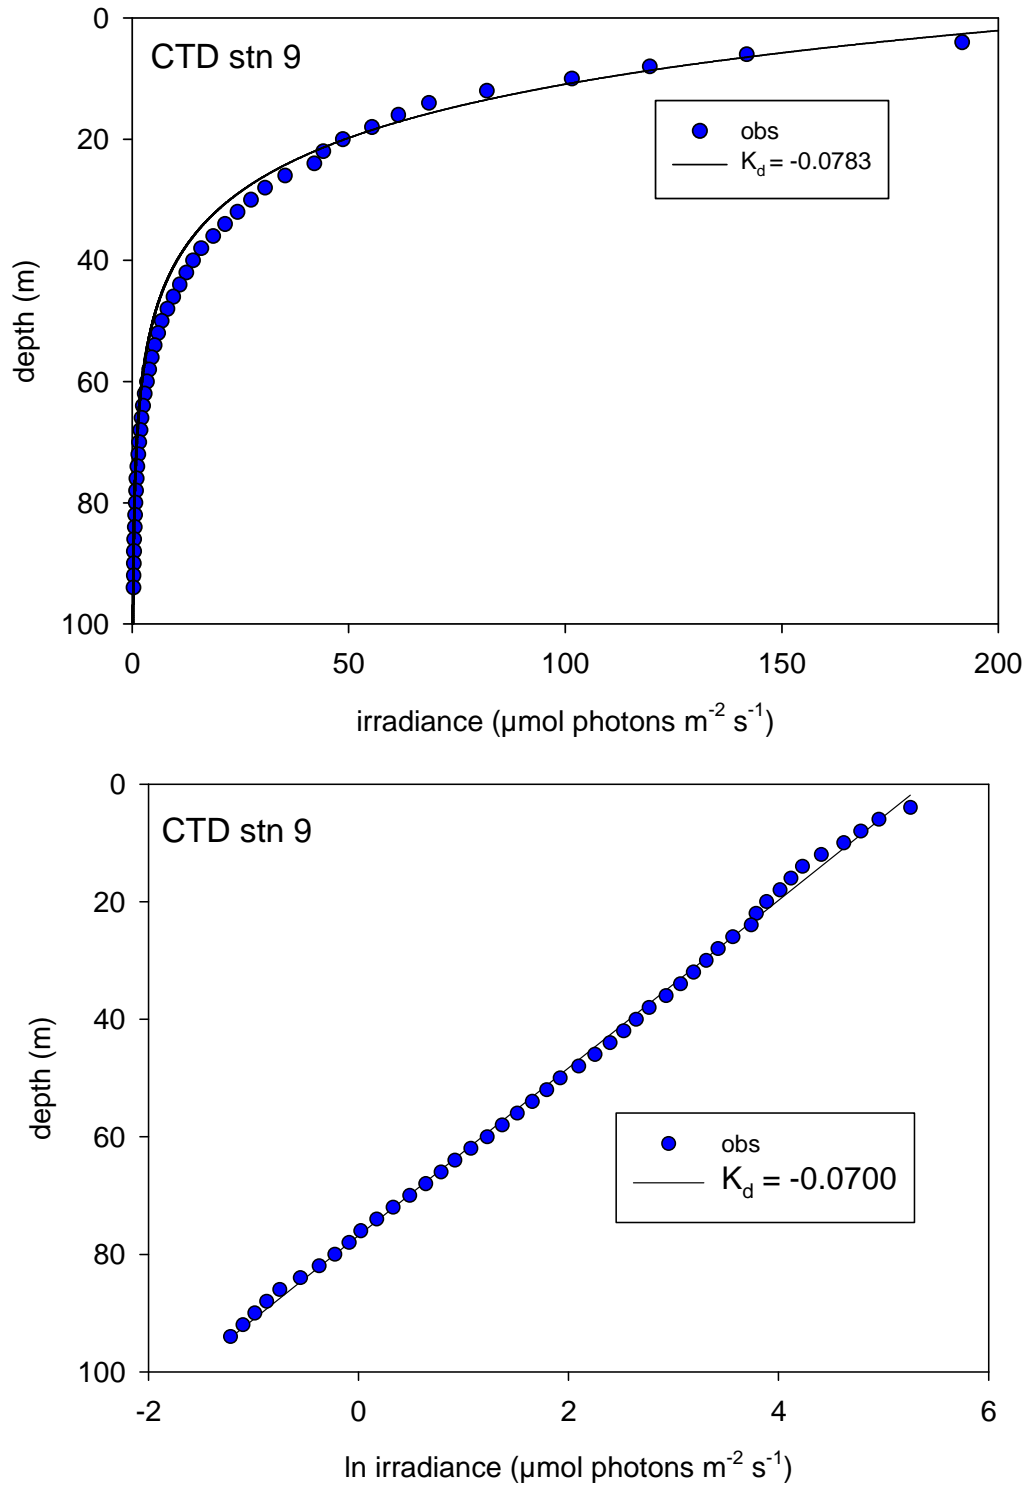 0
CTD stn 9
obs
K_d = -0.0783
20
40
depth (m)
60
80
100
0 50 100 150 200
irradiance (µmol photons m^-2 s^-1)
0
CTD stn 9
20
40
depth (m)
obs
K_d = -0.0700
60
80
100
-2 0 2 4 6
ln irradiance (µmol photons m^-2 s^-1)